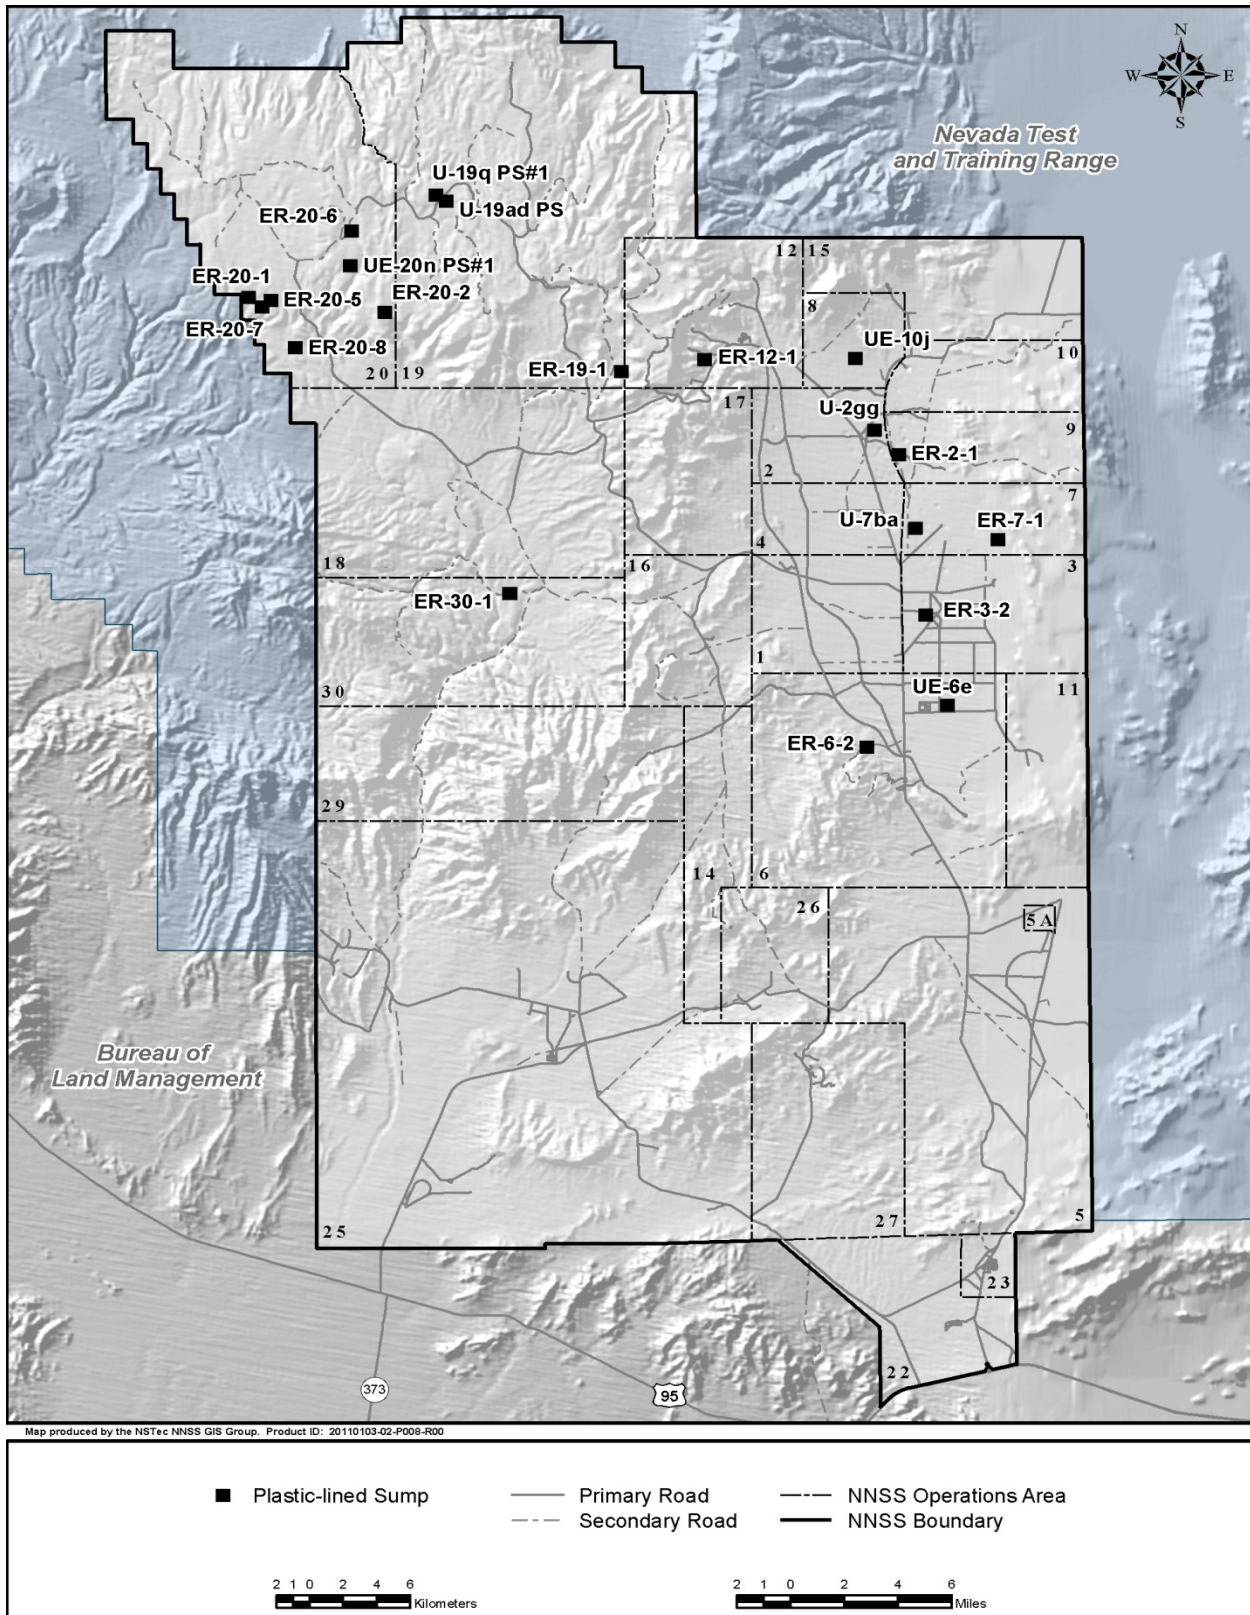 N
W E
S
Nevada Test
and Training Range
U-19q PS#1
U-19ad PS
ER-20-6
UE-20n PS#1
ER-20-1
ER-20-5
ER-20-2
ER-20-7
ER-20-8
20
19
ER-19-1
12
15
8
ER-12-1
UE-10j
10
17
U-2gg
9
ER-2-1
2
7
U-7ba
ER-7-1
4
18
16
3
ER-30-1
ER-3-2
1
30
UE-6e
11
ER-6-2
29
14
6
26
5A
Bureau of
Land Management
25
27
5
23
22
373
95
Map produced by the NSTec NNSS GIS Group. Product ID: 20110103-02-P008-R00
Plastic-lined Sump
Primary Road
NNSS Operations Area
Secondary Road
NNSS Boundary
2 1 0 2 4 6
Kilometers
2 1 0 2 4 6
Miles